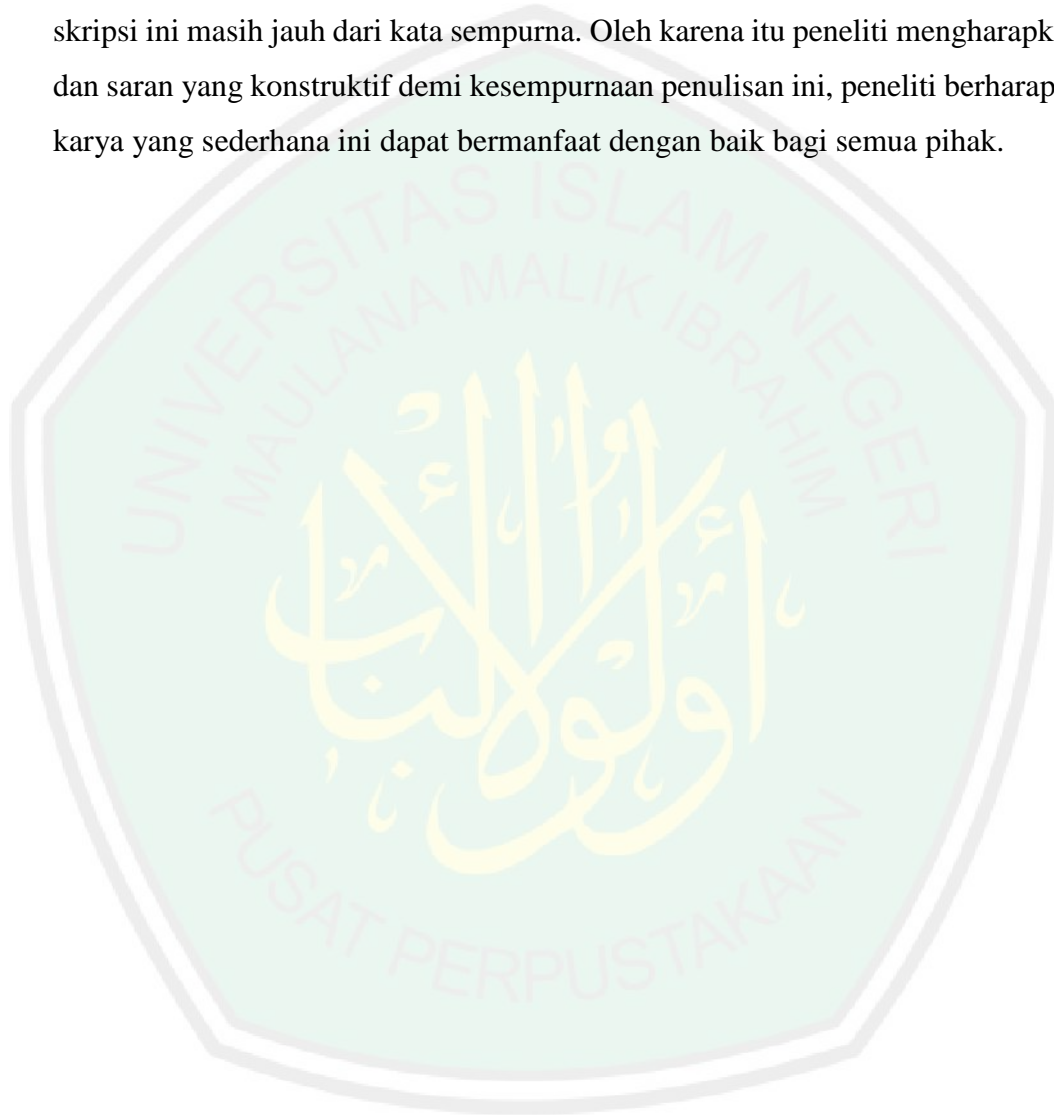 skripsi ini masih jauh dari kata sempurna. Oleh karena itu peneliti mengharapk
dan saran yang konstruktif demi kesempurnaan penulisan ini, peneliti berharap
karya yang sederhana ini dapat bermanfaat dengan baik bagi semua pihak.
UNIVERSITAS ISLAM NEGERI
MAULANA MALIK IBRAHIM
أولوا الألباب
PUSAT PERPUSTAKAAN